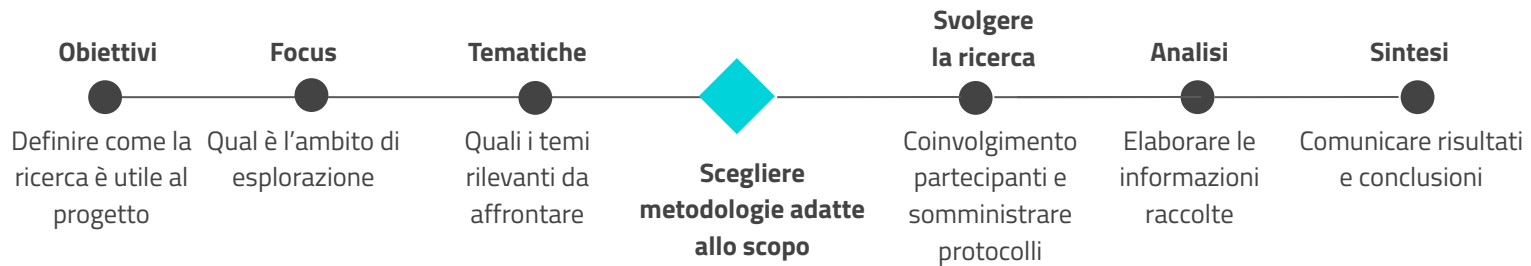 Obiettivi
Definire come la
ricerca è utile al
progetto
Focus
Qual è l’ambito di
esplorazione
Tematiche
Quali i temi
rilevanti da
affrontare
Scegliere
metodologie adatte
allo scopo
Svolgere
la ricerca
Coinvolgimento
partecipanti e
somministrare
protocolli
Analisi
Elaborare le
informazioni
raccolte
Sintesi
Comunicare risultati
e conclusioni